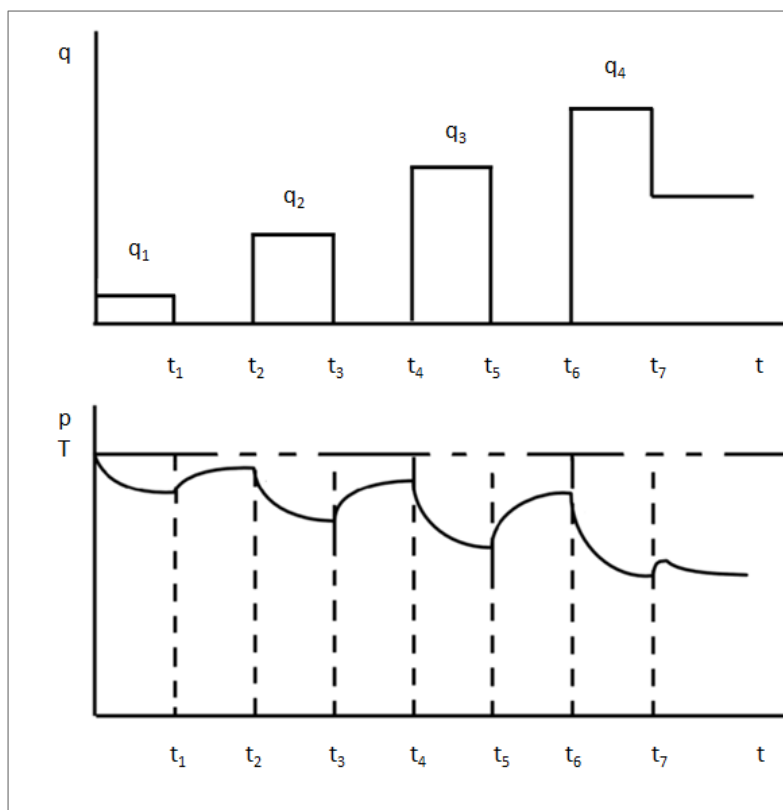 q
q₄
q₃
q₂
q₁
t₁ t₂ t₃ t₄ t₅ t₆ t₇ t
p
T
t₁ t₂ t₃ t₄ t₅ t₆ t₇ t